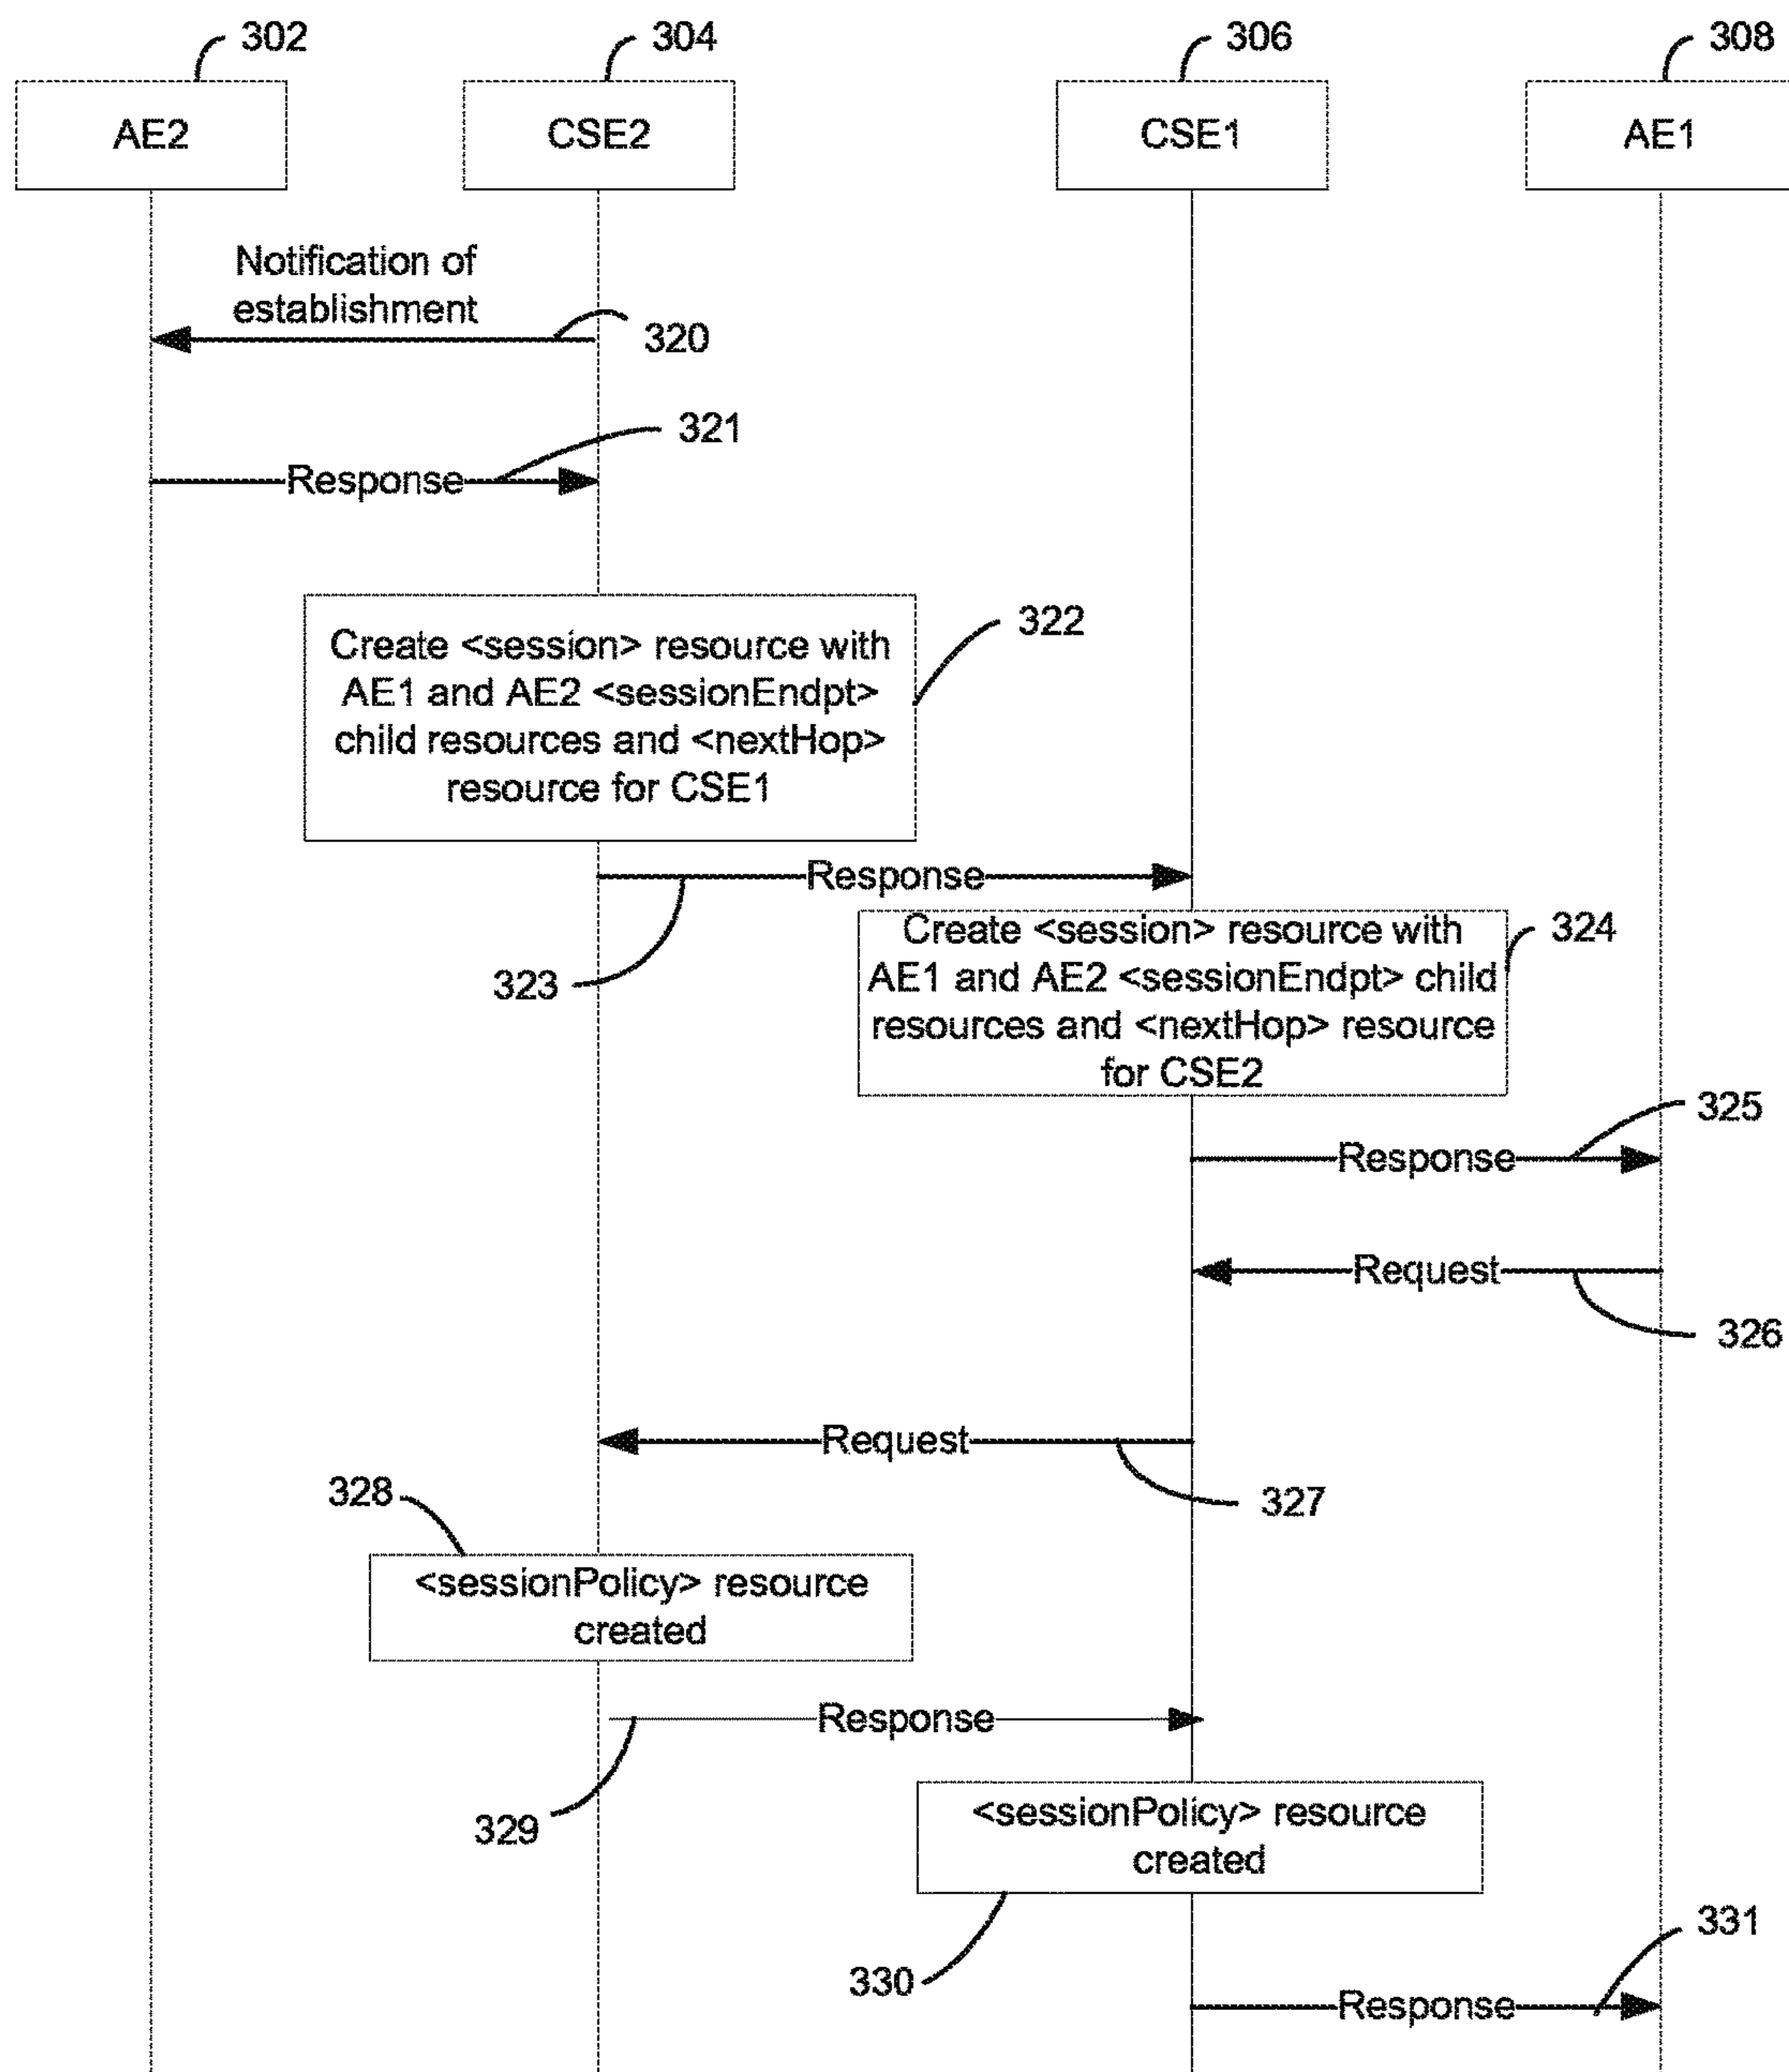 302
304
306
308
AE2
CSE2
CSE1
AE1
Notification of
establishment
320
321
Response
322
Create <session> resource with
AE1 and AE2 <sessionEndpt>
child resources and <nextHop>
resource for CSE1
Response
323
324
Create <session> resource with
AE1 and AE2 <sessionEndpt> child
resources and <nextHop> resource
for CSE2
325
Response
Request
326
Request
327
328
<sessionPolicy> resource
created
Response
329
<sessionPolicy> resource
created
330
331
Response